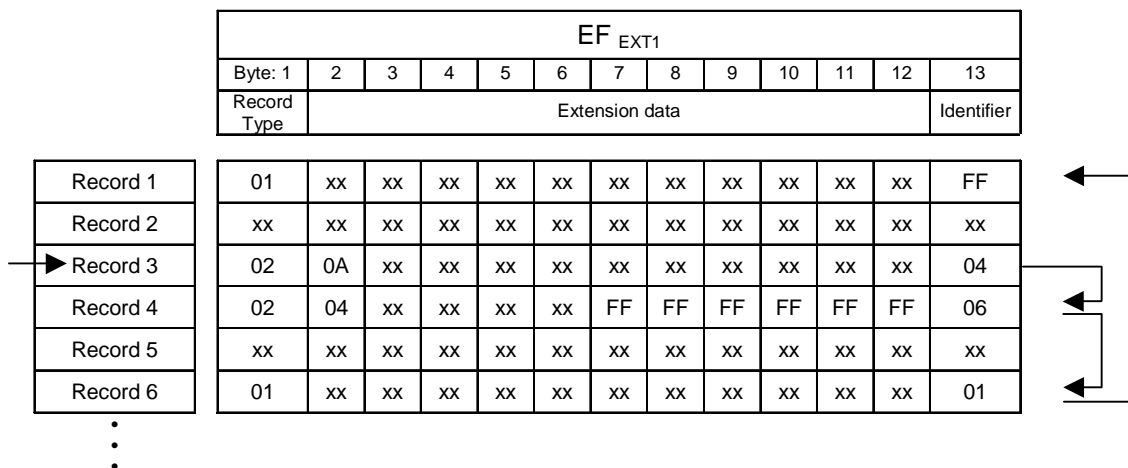 EF EXT1
Byte: 1 2 3 4 5 6 7 8 9 10 11 12 13
Record Type Extension data Identifier
Record 1 01 xx xx xx xx xx xx xx xx xx xx xx FF
Record 2 xx xx xx xx xx xx xx xx xx xx xx xx xx
Record 3 02 0A xx xx xx xx xx xx xx xx xx xx 04
Record 4 02 04 xx xx xx xx FF FF FF FF FF FF 06
Record 5 xx xx xx xx xx xx xx xx xx xx xx xx xx
Record 6 01 xx xx xx xx xx xx xx xx xx xx xx 01